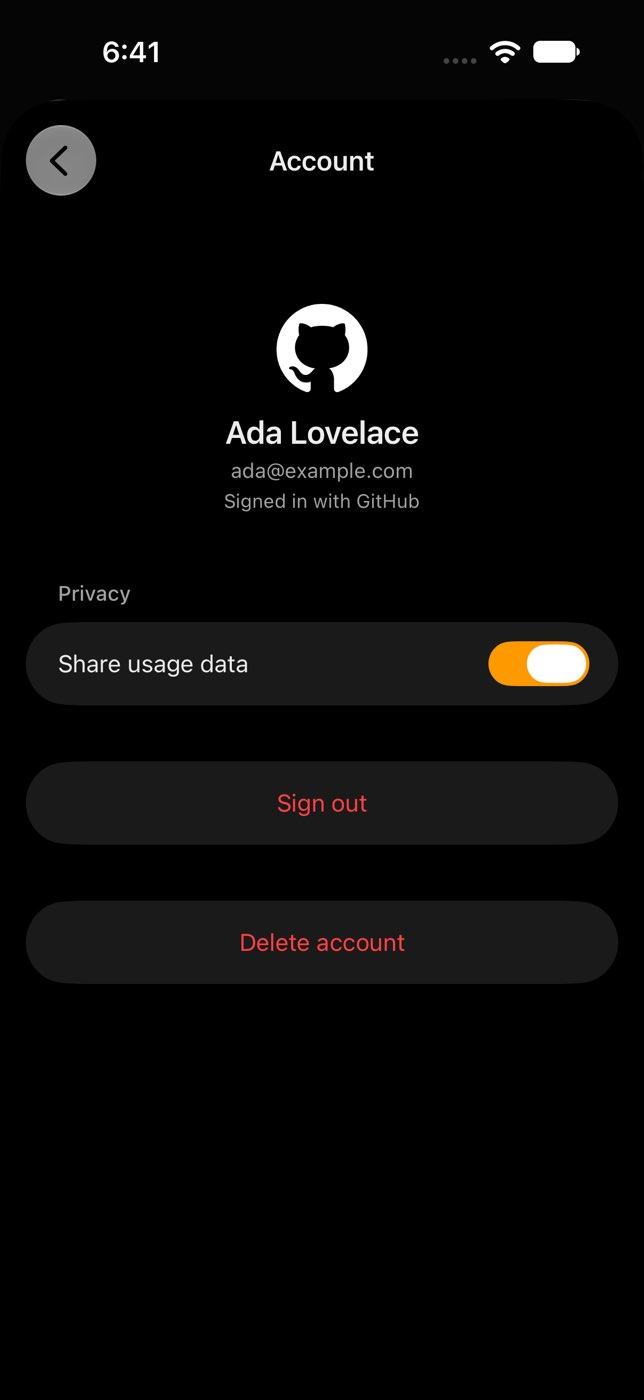 6:41
Account
Ada Lovelace
ada@example.com
Signed in with GitHub
Privacy
Share usage data
Sign out
Delete account